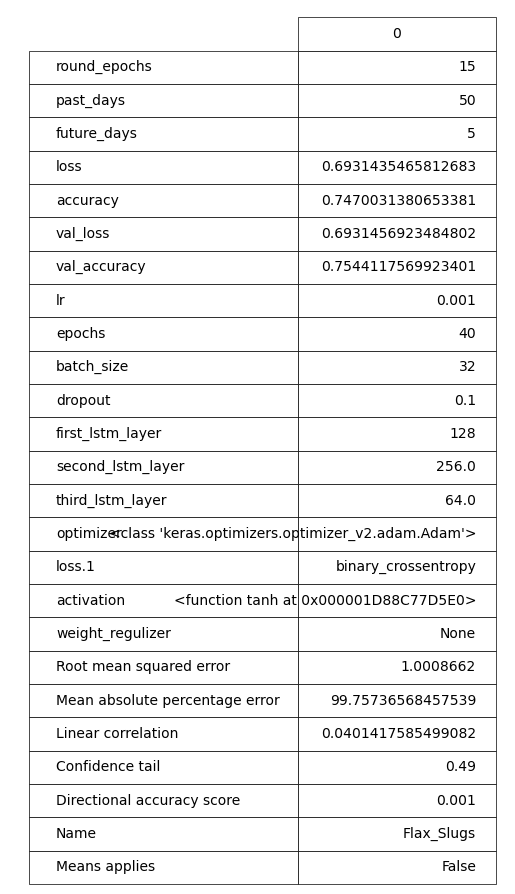 0
round_epochs 15
past_days 50
future_days 5
loss 0.6931435465812683
accuracy 0.7470031380653381
val_loss 0.6931456923484802
val_accuracy 0.7544117569923401
lr 0.001
epochs 40
batch_size 32
dropout 0.1
first_lstm_layer 128
second_lstm_layer 256.0
third_lstm_layer 64.0
optimizer <class 'keras.optimizers.optimizer_v2.adam.Adam'>
loss.1 binary_crossentropy
activation <function tanh at 0x000001D88C77D5E0>
weight_regulizer None
Root mean squared error 1.0008662
Mean absolute percentage error 99.75736568457539
Linear correlation 0.0401417585499082
Confidence tail 0.49
Directional accuracy score 0.001
Name Flax_Slugs
Means applies False